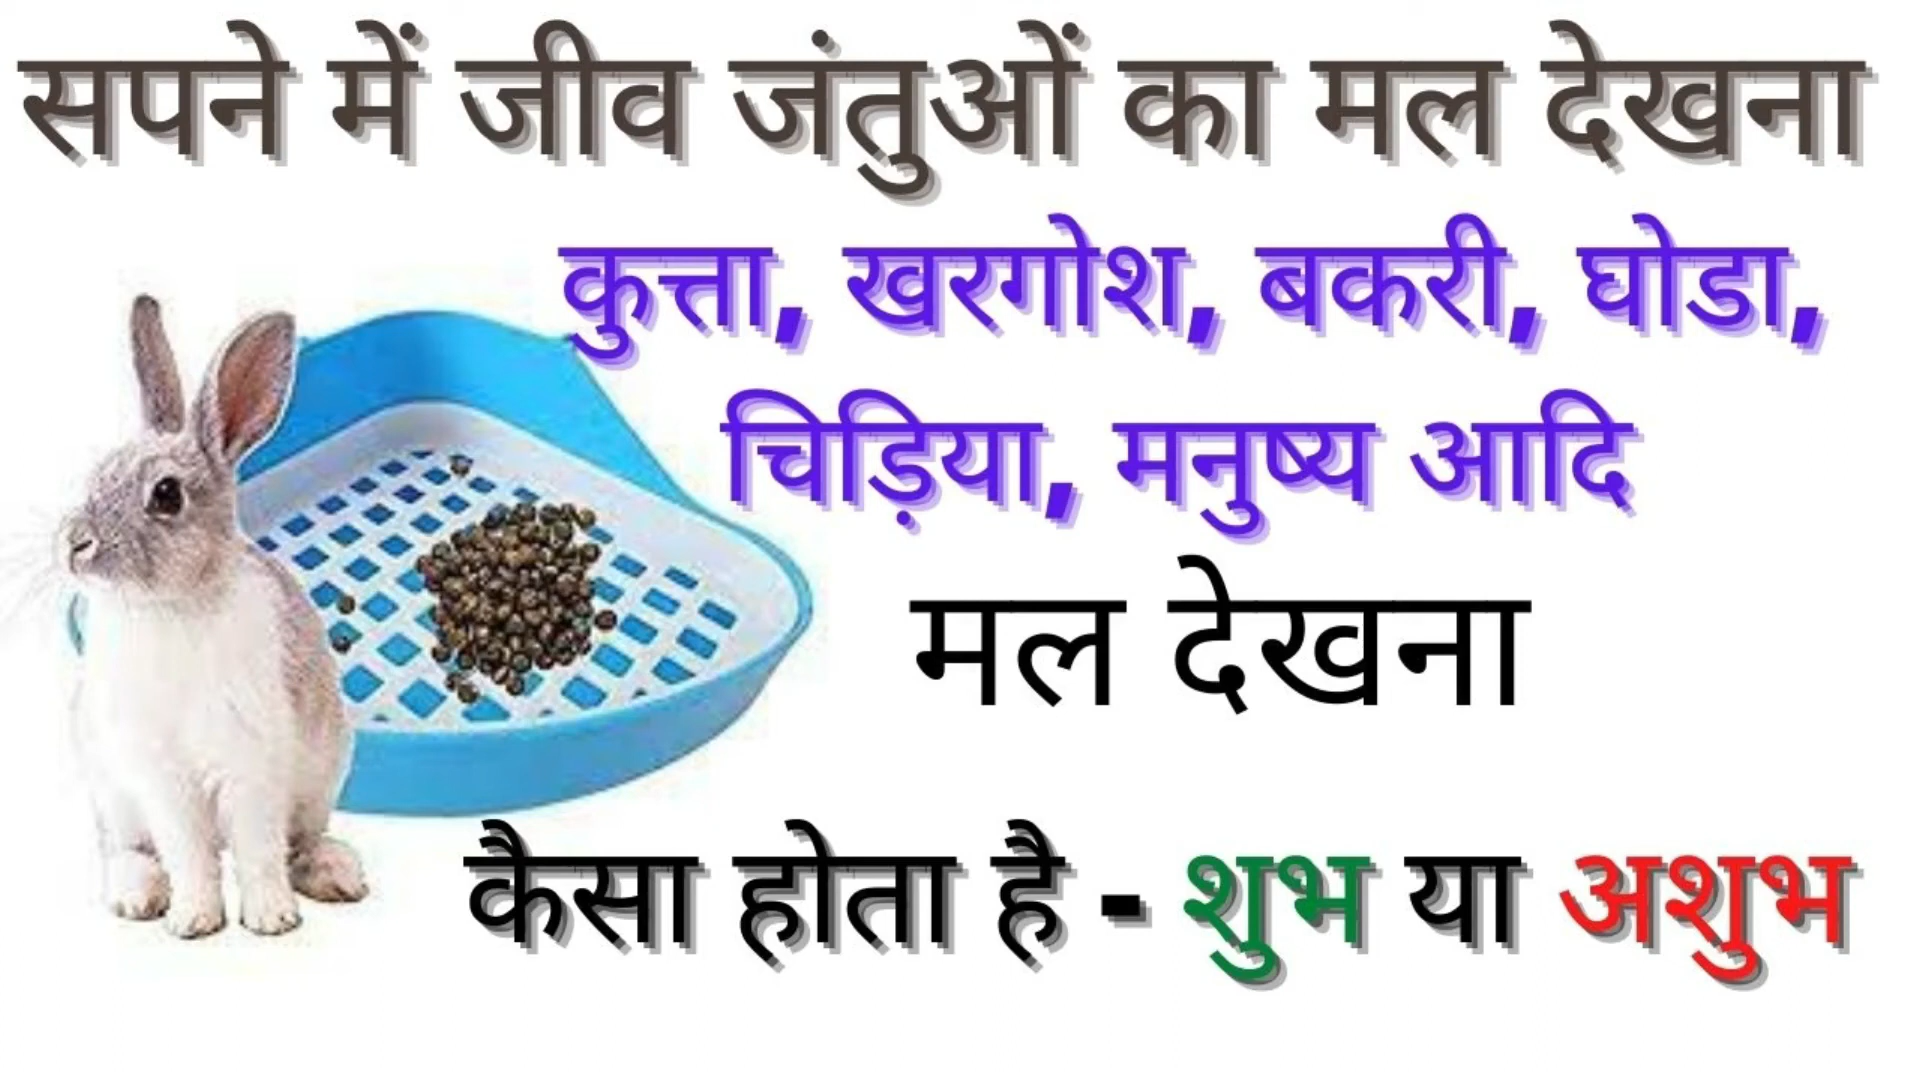 सपने में जीव जंतुओं का मल देखना
कुत्ता, खरगोश, बकरी, घोडा,
चिड़िया, मनुष्य आदि
मल देखना
कैसा होता है - शुभ या अशुभ